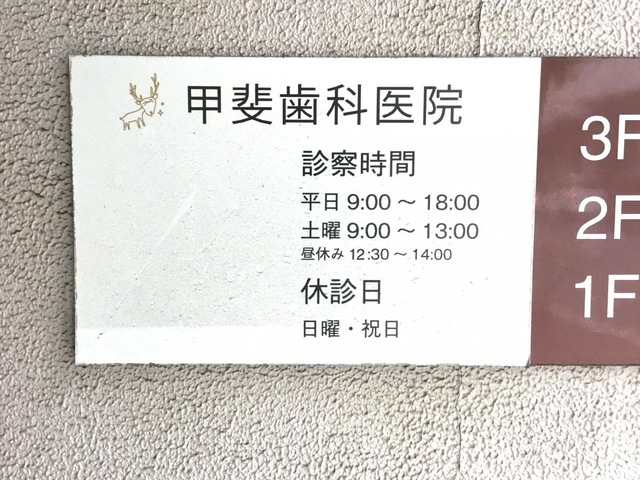 甲斐歯科医院
診察時間
平日 9:00 〜 18:00
土曜 9:00 〜 13:00
昼休み 12:30 〜 14:00
休診日
日曜・祝日
3F
2F
1F